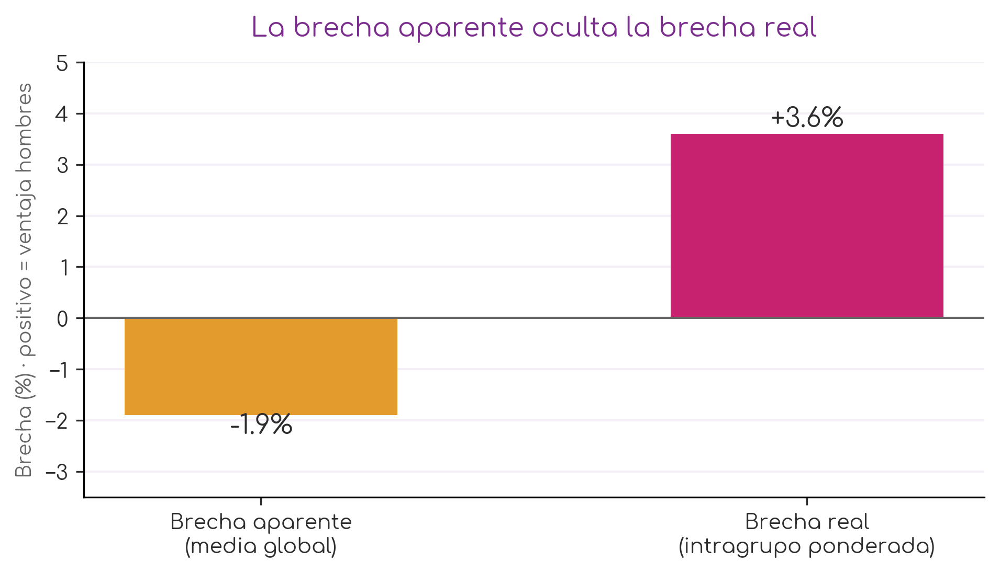 La brecha aparente oculta la brecha real
Brecha (%) · positivo = ventaja hombres
5
4
3
2
1
0
−1
−2
−3
+3.6%
-1.9%
Brecha aparente
(media global)
Brecha real
(intragrupo ponderada)